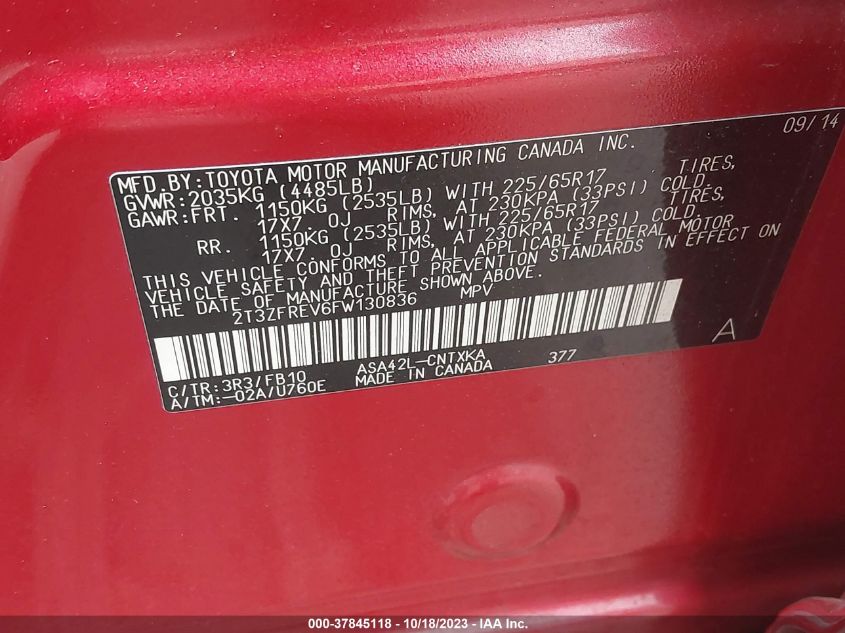 09/14
MFD.BY:TOYOTA MOTOR MANUFACTURING CANADA INC.
GVWR:2035KG (4485LB)
GAWR:FRT. 1150KG (2535LB) WITH 225/65R17 TIRES,
17X7.0J RIMS, AT 230KPA (33PSI) COLD.
RR. 1150KG (2535LB) WITH 225/65R17 TIRES,
17X7.0J RIMS, AT 230KPA (33PSI) COLD.
THIS VEHICLE CONFORMS TO ALL APPLICABLE FEDERAL MOTOR
VEHICLE SAFETY AND THEFT PREVENTION STANDARDS IN EFFECT ON
THE DATE OF MANUFACTURE SHOWN ABOVE.
2T3ZFREV6FW130836 MPV
A
C/TR:3R3/FB10 ASA42L-CNTXKA 377
A/TM:-02A/U760E MADE IN CANADA
000-37845118 - 10/18/2023 - IAA Inc.